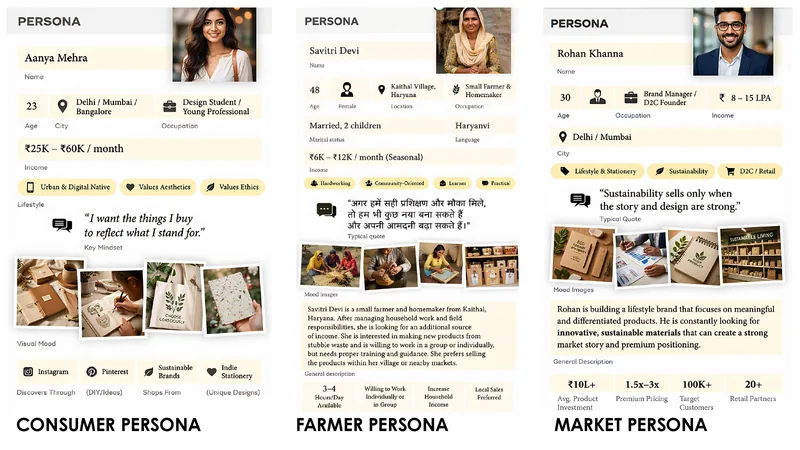 PERSONA
Aanya Mehra
Name
23
Delhi / Mumbai /
Bangalore
Design Student /
Young Professional
Age
City
Occupation
₹25K – ₹60K / month
Income
Urban & Digital Native
Values Aesthetics
Values Ethics
Lifestyle
“I want the things I buy
to reflect what I stand for.”
Key Mindset
CHOOSE
CONSCIOUSLY
Visual Mood
Instagram
Pinterest
Sustainable
Brands
Indie
Stationery
Discovers Through
(DIY/Ideas)
Shops From
(Unique Designs)
CONSUMER PERSONA
PERSONA
Savitri Devi
Name
48
Kaithal Village,
Haryana
Small Farmer &
Homemaker
Age
Female
Location
Occupation
Married, 2 children
Haryanvi
Marital status
Language
₹6K – ₹12K / month (Seasonal)
Income
Hardworking
Community-Oriented
Learner
Practical
"अगर हमें सही प्रशिक्षण और मौका मिले,
तो हम भी कुछ नया बना सकते हैं
और अपनी आमदनी बढ़ा सकते हैं।"
Typical quote
Mood images
Savitri Devi is a small farmer and homemaker from Kaithal,
Haryana. After managing household work and field
responsibilities, she is looking for an additional source
of income. She is interested in making new products from
stubble waste and is willing to work in a group or individually,
but needs proper training and guidance. She prefers selling
the products within her village or nearby markets.
General description
3–4
Hours/Day
Available
Willing to Work
Individually or
in Group
Increase
Household
Income
Local Sales
Preferred
FARMER PERSONA
PERSONA
Rohan Khanna
Name
30
Brand Manager /
D2C Founder
₹ 8 – 15 LPA
Age
Occupation
Income
Delhi / Mumbai
City
Lifestyle & Stationery
Sustainability
D2C / Retail
“Sustainability sells only when
the story and design are strong.”
Typical Quote
SUSTAINABLE LIVING
Mood Images
Rohan is building a lifestyle brand that focuses on meaningful
and differentiated products. He is constantly looking for
innovative, sustainable materials that can create a strong
market story and premium positioning.
General Description
₹10L+
1.5x–3x
100K+
20+
Avg. Product
Investment
Premium Pricing
Target
Customers
Retail Partners
MARKET PERSONA